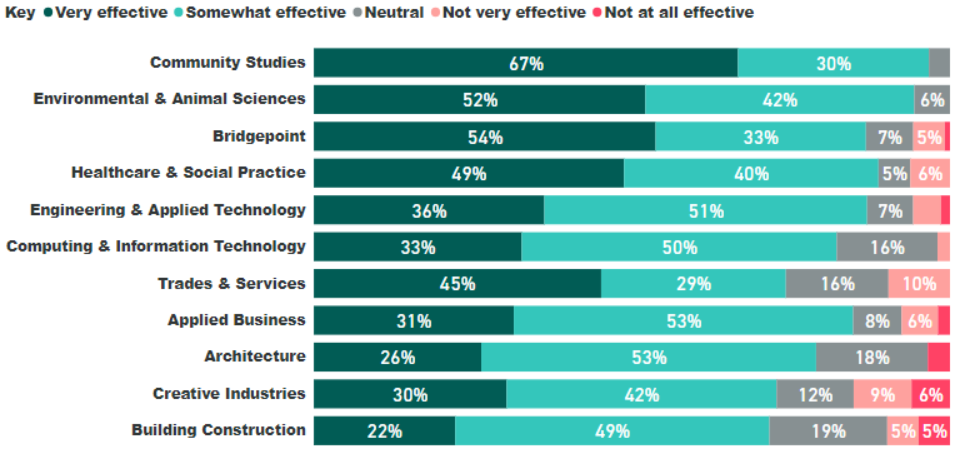 Key Very effective Somewhat effective Neutral Not very effective Not at all effective
Community Studies 67% 30%
Environmental & Animal Sciences 52% 42% 6%
Bridgepoint 54% 33% 7% 5%
Healthcare & Social Practice 49% 40% 5% 6%
Engineering & Applied Technology 36% 51% 7%
Computing & Information Technology 33% 50% 16%
Trades & Services 45% 29% 16% 10%
Applied Business 31% 53% 8% 6%
Architecture 26% 53% 18%
Creative Industries 30% 42% 12% 9% 6%
Building Construction 22% 49% 19% 5% 5%